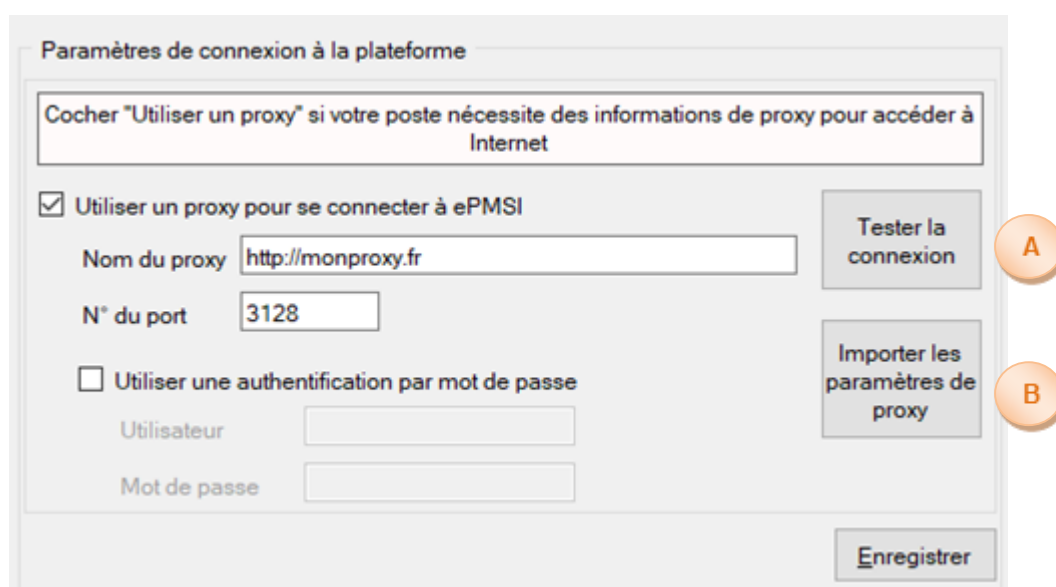 Paramètres de connexion à la plateforme
Cocher "Utiliser un proxy" si votre poste nécessite des informations de proxy pour accéder à
Internet
Utiliser un proxy pour se connecter à ePMSI
Nom du proxy http://monproxy.fr
N° du port 3128
Tester la
connexion
A
Utiliser une authentification par mot de passe
Utilisateur
Mot de passe
Importer les
paramètres de
proxy
B
Enregistrer